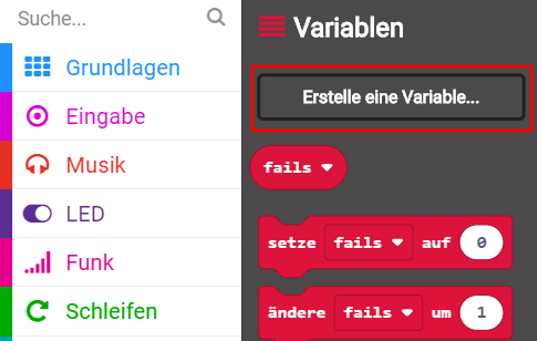 Suche...
Grundlagen
Eingabe
Musik
LED
Funk
Schleifen
Variablen
Erstelle eine Variable...
fails
setze fails auf 0
ändere fails um 1